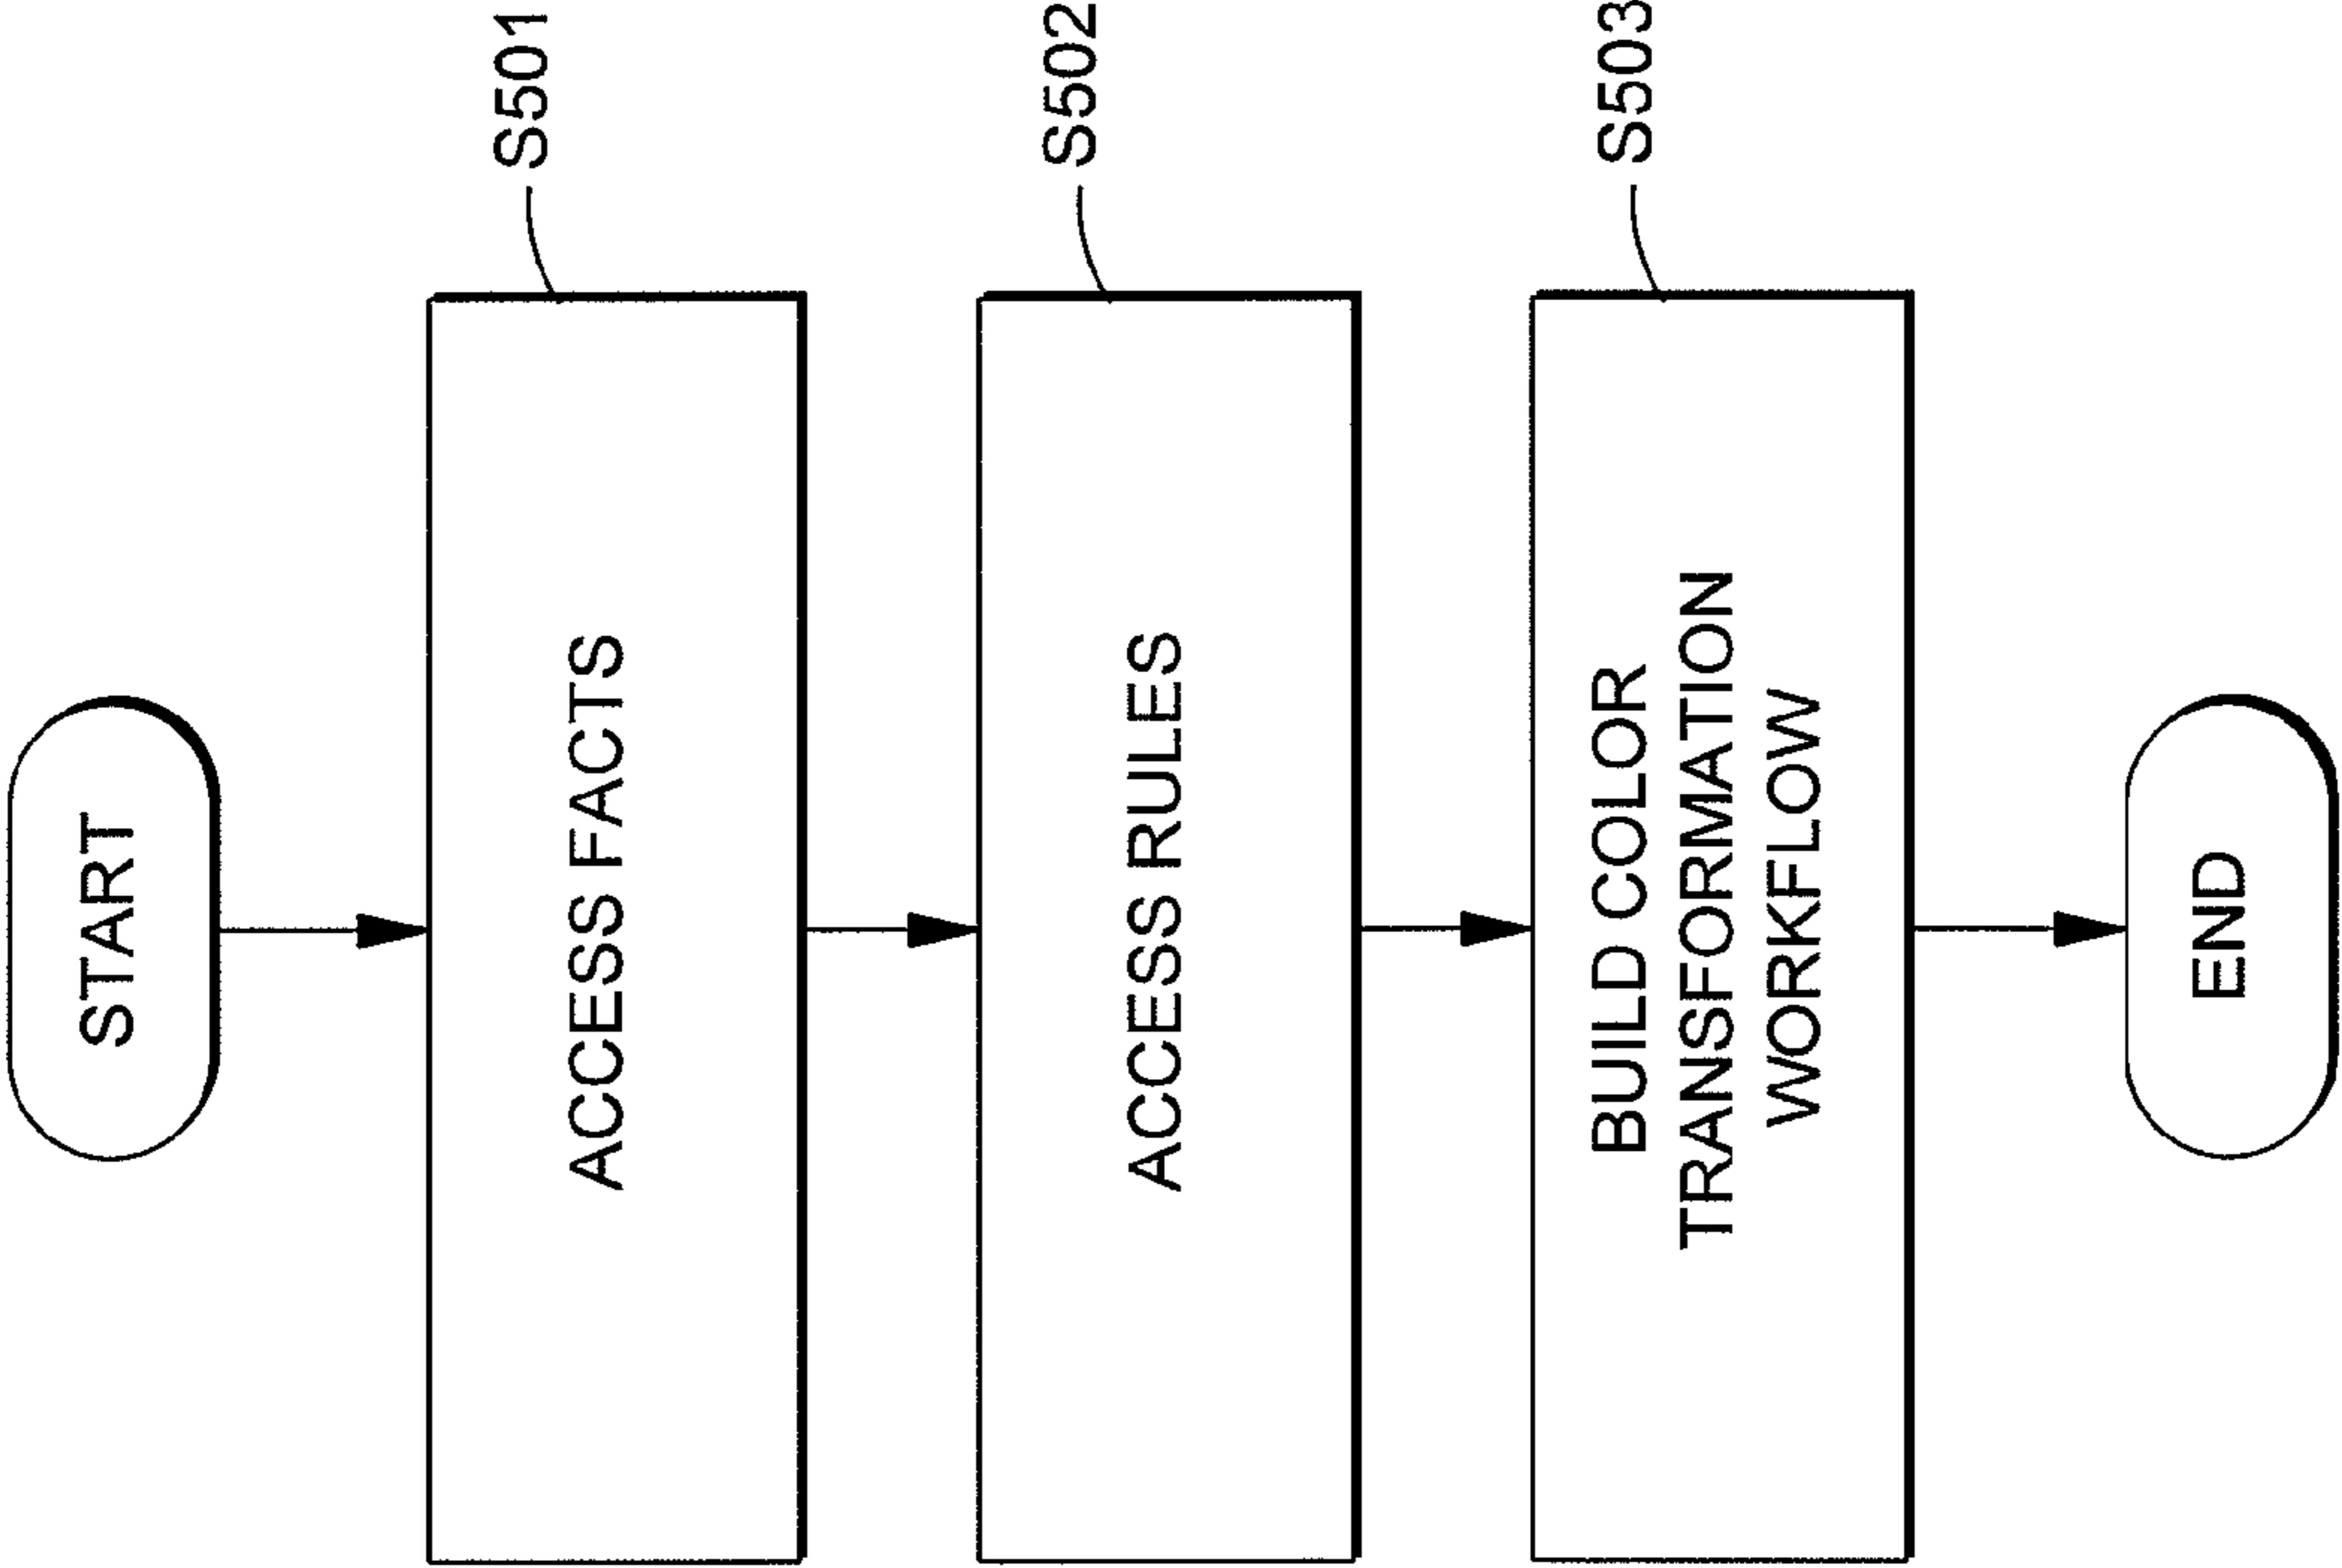 START
S501
ACCESS FACTS
S502
ACCESS RULES
S503
BUILD COLOR
TRANSFORMATION
WORKFLOW
END